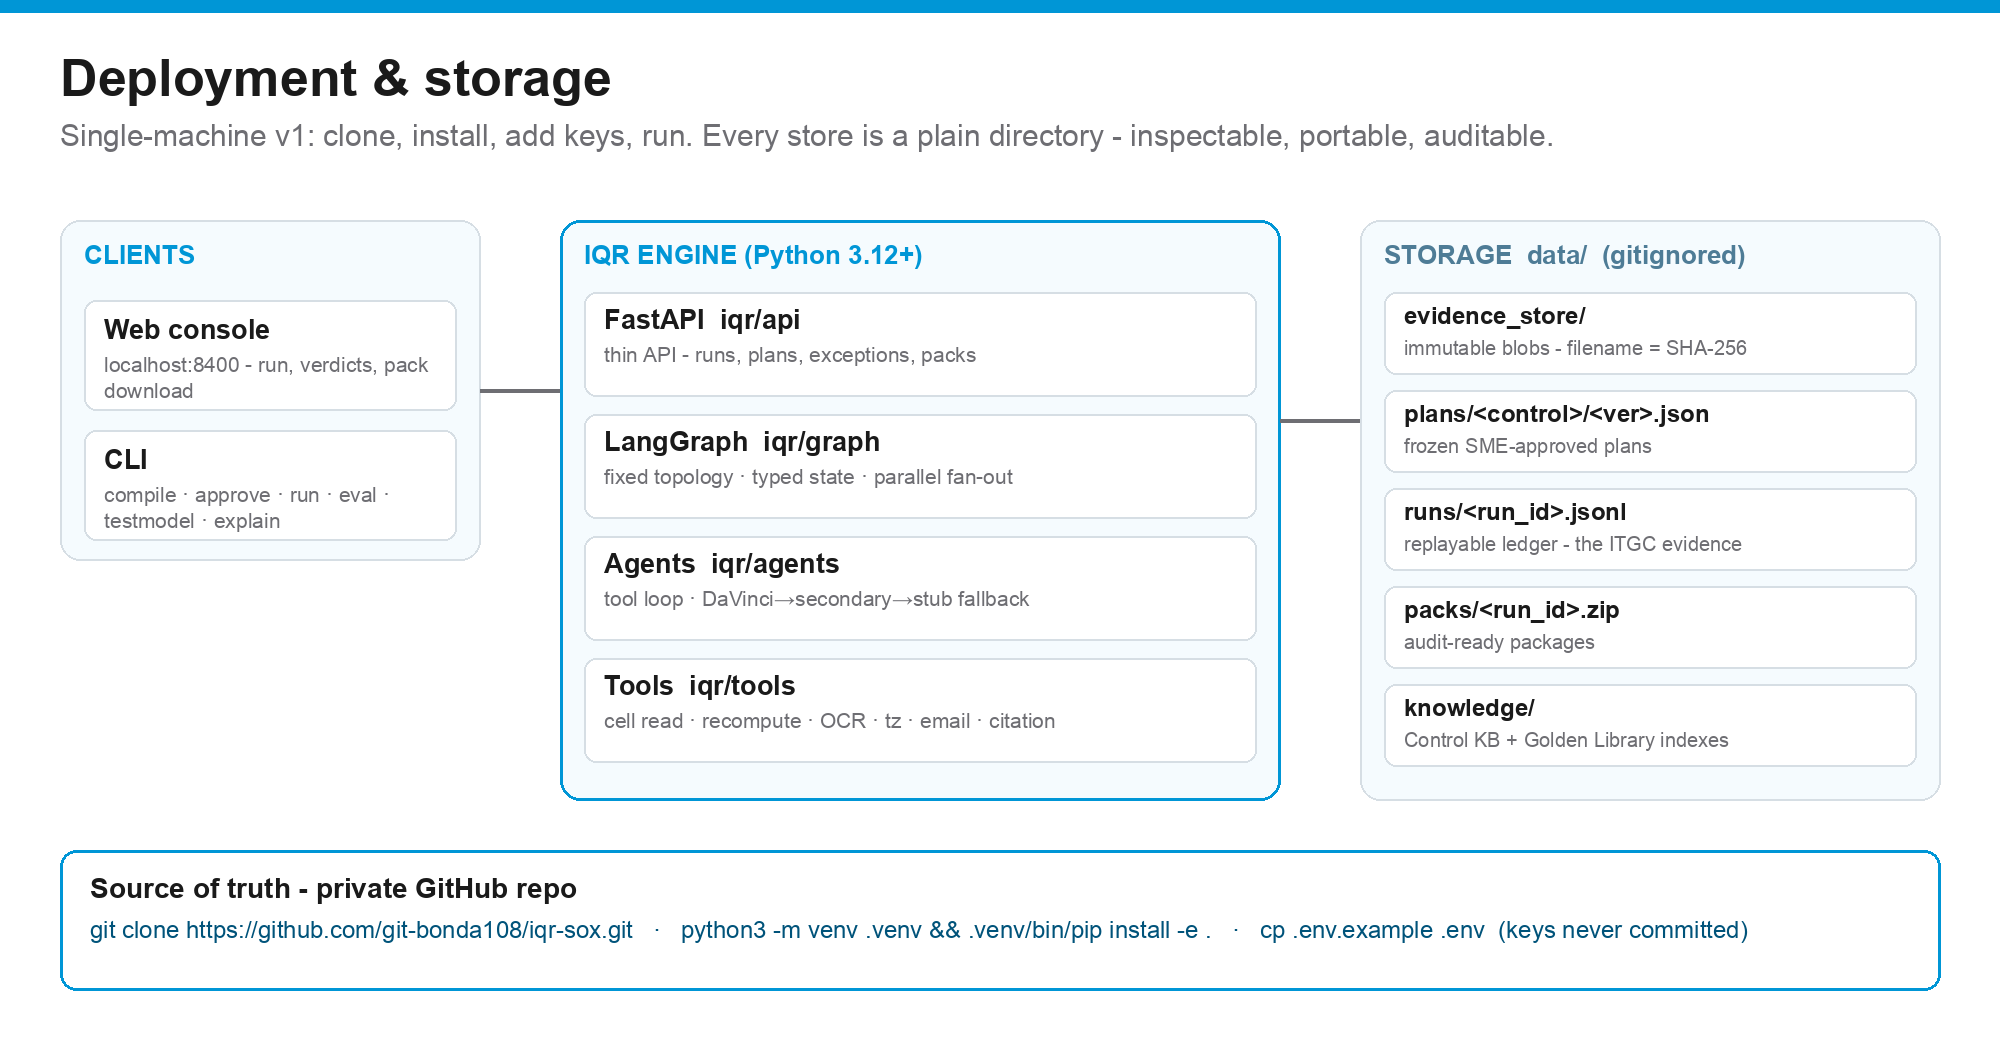 Deployment & storage
Single-machine v1: clone, install, add keys, run. Every store is a plain directory - inspectable, portable, auditable.
CLIENTS
Web console
localhost:8400 - run, verdicts, pack
download
CLI
compile · approve · run · eval ·
testmodel · explain
IQR ENGINE (Python 3.12+)
FastAPI  iqr/api
thin API - runs, plans, exceptions, packs
LangGraph  iqr/graph
fixed topology · typed state · parallel fan-out
Agents  iqr/agents
tool loop · DaVinci→secondary→stub fallback
Tools  iqr/tools
cell read · recompute · OCR · tz · email · citation
STORAGE  data/  (gitignored)
evidence_store/
immutable blobs - filename = SHA-256
plans/<control>/<ver>.json
frozen SME-approved plans
runs/<run_id>.jsonl
replayable ledger - the ITGC evidence
packs/<run_id>.zip
audit-ready packages
knowledge/
Control KB + Golden Library indexes
Source of truth - private GitHub repo
git clone https://github.com/git-bonda108/iqr-sox.git   ·   python3 -m venv .venv && .venv/bin/pip install -e .   ·   cp .env.example .env  (keys never committed)